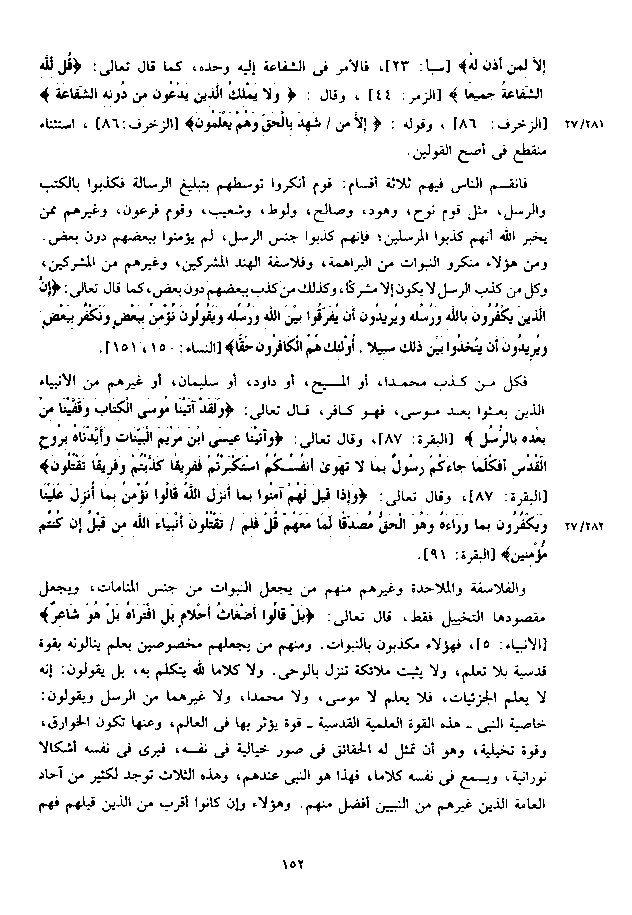 إلا لمن أذن له﴾ [سبأ: ٢٣]، فالأمر فى الشفاعة إليه وحده، كما قال تعالى: ﴿قُل لِّلَّهِ
الشَّفَاعَةُ جَمِيعًا ﴾ [الزمر: ٤٤] ، وقال : ﴿ وَلا يَمْلِكُ الَّذِينَ يَدْعُونَ مِن دُونِهِ الشَّفَاعَةَ ﴾
٢٧/٢٨١ [الزخرف: ٨٦] ، وقوله : ﴿ إِلاَّ مَن / شَهِدَ بِالْحَقِّ وَهُمْ يَعْلَمُون﴾ [الزخرف:٨٦] ، استثناء
منقطع فى أصح القولين.
فانقسم الناس فيهم ثلاثة أقسام: قوم أنكروا توسطهم بتبليغ الرسالة فكذبوا بالكتب
والرسل، مثل قوم نوح، وهود، وصالح، ولوط، وشعيب، وقوم فرعون، وغيرهم ممن
يخبر الله أنهم كذبوا المرسلين؛ فإنهم كذبوا جنس الرسل، لم يؤمنوا ببعضهم دون بعض.
ومن هؤلاء منكرو النبوات من البراهمة، وفلاسفة الهند المشركين، وغيرهم من المشركين،
وكل من كذب الرسل لا يكون إلا مشركًا، وكذلك من كذب ببعضهم دون بعض، كما قال تعالى: ﴿إِنَّ
الَّذِينَ يَكْفُرُونَ بِاللَّهِ وَرُسُلِهِ وَيُرِيدُونَ أَن يُفَرِّقُوا بَيْنَ اللَّهِ وَرُسُلِهِ وَيَقُولُونَ نُؤْمِنُ بِبَعْضٍ وَنَكْفُرُ بِبَعْضٍ
وَيُرِيدُونَ أَن يَتَّخِذُوا بَيْنَ ذَلِكَ سَبِيلا . أُوْلَئِكَ هُمُ الْكَافِرُونَ حَقًّا﴾ [النساء: ١٥٠، ١٥١].
فكل من كذب محمدا، أو المسيح، أو داود، أو سليمان، أو غيرهم من الأنبياء
الذين بعثوا بعد موسى، فهو كافر، قال تعالى: ﴿وَلَقَدْ آتَيْنَا مُوسَى الْكِتَابَ وَقَفَّيْنَا مِنْ
بَعْدِهِ بِالرُّسُلِ ﴾ [البقرة: ٨٧]، وقال تعالى: ﴿وَآتَيْنَا عِيسَى ابْنَ مَرْيَمَ الْبَيِّنَاتِ وَأَيَّدْنَاهُ بِرُوحِ
الْقُدُسِ أَفَكُلَّمَا جَاءَكُمْ رَسُولٌ بِمَا لا تَهْوَىٰ أَنفُسُكُمُ اسْتَكْبَرْتُمْ فَفَرِيقًا كَذَّبْتُمْ وَفَرِيقًا تَقْتُلُونَ﴾
[البقرة: ٨٧]، وقال تعالى: ﴿وَإِذَا قِيلَ لَهُمْ آمِنُوا بِمَا أَنزَلَ اللَّهُ قَالُوا نُؤْمِنُ بِمَا أُنزِلَ عَلَيْنَا
٢٧/٢٨٢ وَيَكْفُرُونَ بِمَا وَرَاءَهُ وَهُوَ الْحَقُّ مُصَدِّقًا لِّمَا مَعَهُمْ قُلْ فَلِمَ / تَقْتُلُونَ أَنْبِيَاءَ اللَّهِ مِن قَبْلُ إِن كُنتُم
مُّؤْمِنِينَ﴾ [البقرة: ٩١].
والفلاسفة والملاحدة وغيرهم منهم من يجعل النبوات من جنس المنامات، ويجعل
مقصودها التخييل فقط، قال تعالى: ﴿بَلْ قَالُوا أَضْغَاثُ أَحْلامٍ بَلِ افْتَرَاهُ بَلْ هُوَ شَاعِرٌ﴾
[الأنبياء: ٥]، فهؤلاء مكذبون بالنبوات. ومنهم من يجعلهم مخصوصين بعلم ينالونه بقوة
قدسية بلا تعلم، ولا يثبت ملائكة تنزل بالوحى. ولا كلاما لله يتكلم به، بل يقولون: إنه
لا يعلم الجزئيات، فلا يعلم لا موسى، ولا محمدا، ولا غيرهما من الرسل ويقولون:
خاصية النبى ـ هذه القوة العلمية القدسية ـ قوة يؤثر بها فى العالم، وعنها تكون الخوارق،
وقوة تخيلية، وهو أن تمثل له الحقائق فى صور خيالية فى نفسه، فيرى فى نفسه أشكالا
نورانية، ويسمع فى نفسه كلاما، فهذا هو النبى عندهم، وهذه الثلاث توجد لكثير من آحاد
العامة الذين غيرهم من النبيين أفضل منهم. وهؤلاء وإن كانوا أقرب من الذين قبلهم فهم
١٥٢